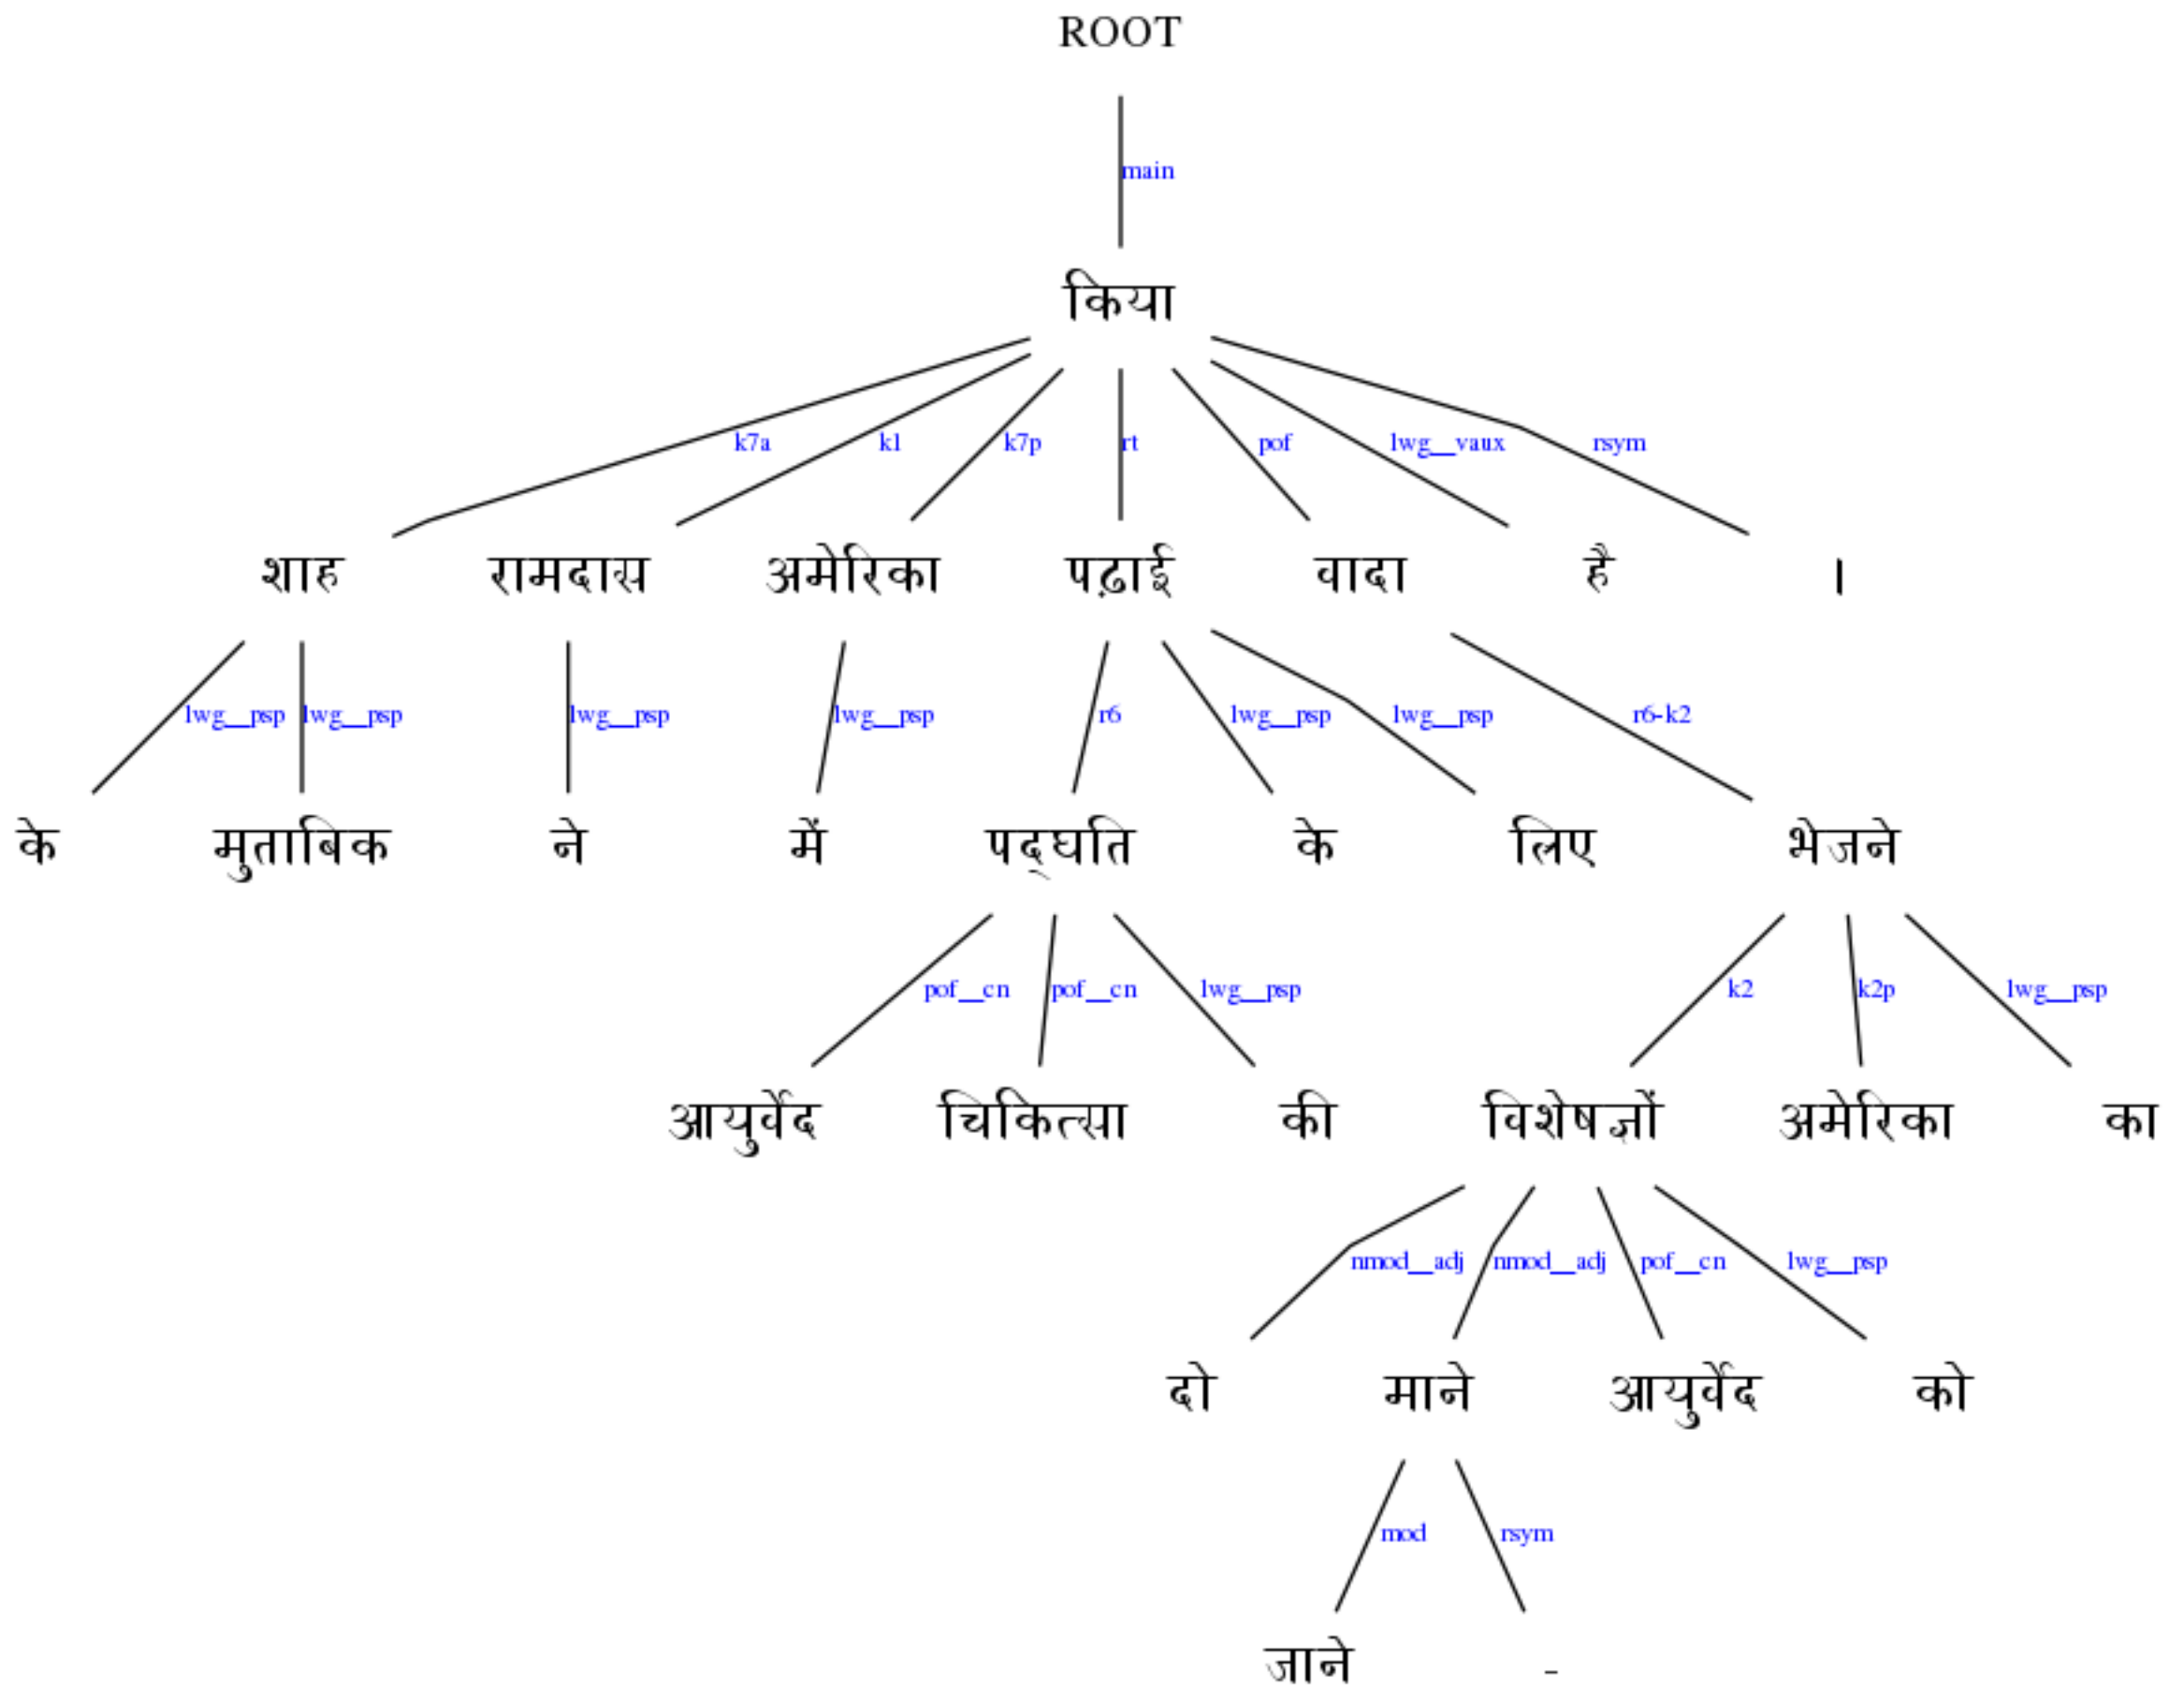 ROOT
main
किया
k7a k1 k7p rt pof lwg__vaux rsym
शाह रामदास अमेरिका पढ़ाई वादा है ।
lwg__psp lwg__psp lwg__psp lwg__psp r6 lwg__psp lwg__psp r6-k2
के मुताबिक ने में पद्घति के लिए भेजने
pof__cn pof__cn lwg__psp k2 k2p lwg__psp
आयुर्वेद चिकित्सा की विशेषज्ञों अमेरिका का
nmod__adj nmod__adj pof__cn lwg__psp
दो माने आयुर्वेद को
mod rsym
जाने -